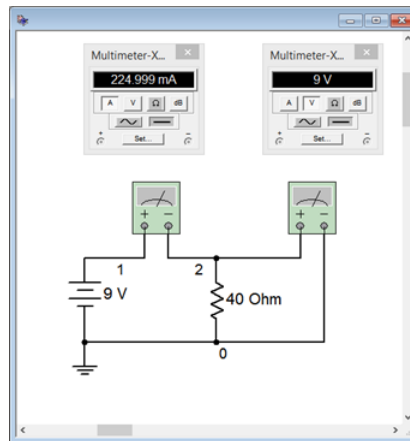 Multimeter-X...
224.999 mA
A V Ω dB
Set...
+ −
Multimeter-X...
9 V
A V Ω dB
Set...
+ −
+ −
+ −
1
2
9 V
40 Ohm
0